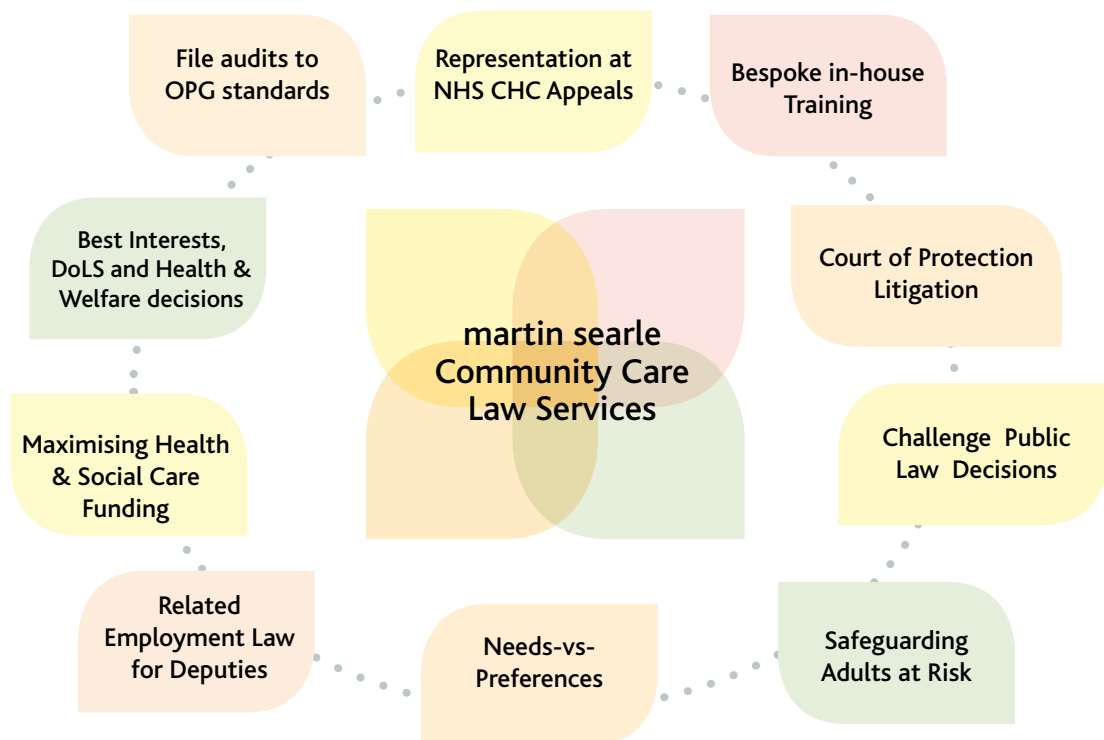 File audits to
OPG standards
Representation at
NHS CHC Appeals
Bespoke in-house
Training
Best Interests,
DoLS and Health &
Welfare decisions
Court of Protection
Litigation
martin searle
Community Care
Law Services
Maximising Health
& Social Care
Funding
Challenge Public
Law Decisions
Related
Employment Law
for Deputies
Needs-vs-
Preferences
Safeguarding
Adults at Risk